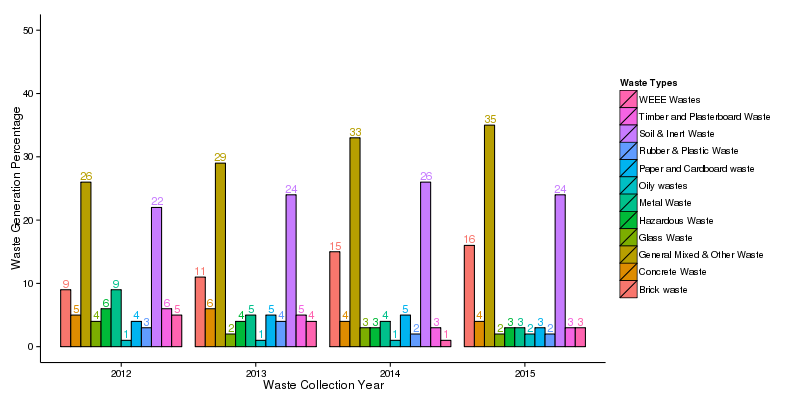 50
40
30
20
10
0
Waste Generation Percentage
9 5 26 4 6 9 1 4 3 22 6 5
11 6 29 2 4 5 1 5 4 24 5 4
15 4 33 3 3 4 1 5 2 26 3 1
16 4 35 2 3 3 2 3 2 24 3 3
2012 2013 2014 2015
Waste Collection Year
Waste Types
WEEE Wastes
Timber and Plasterboard Waste
Soil & Inert Waste
Rubber & Plastic Waste
Paper and Cardboard waste
Oily wastes
Metal Waste
Hazardous Waste
Glass Waste
General Mixed & Other Waste
Concrete Waste
Brick waste